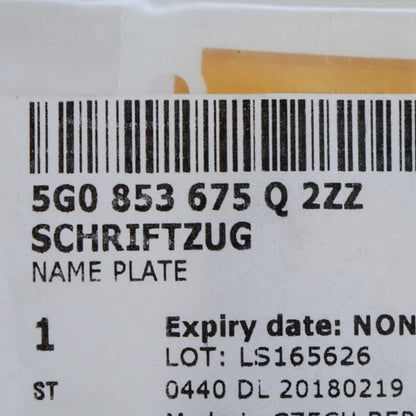 5G0 853 675 Q 2ZZ
SCHRIFTZUG
NAME PLATE
1
Expiry date: NON
LOT: LS165626
ST
0440 DL 20180219